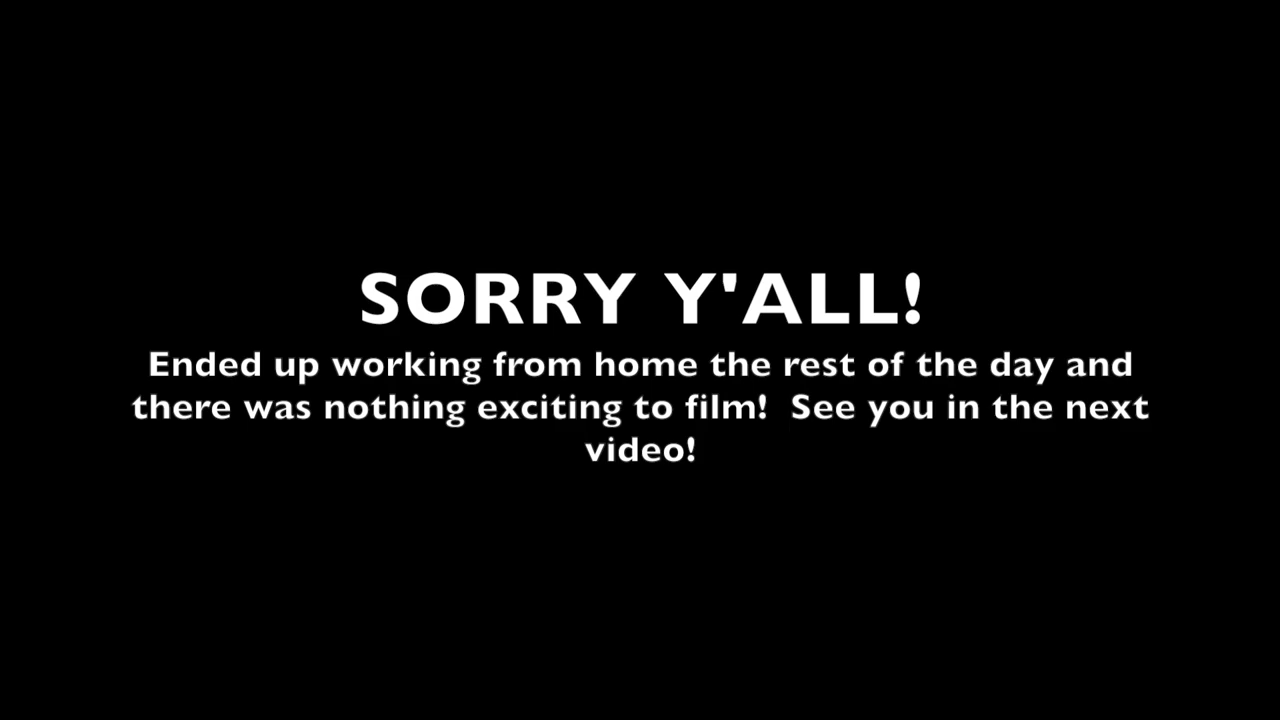 SORRY Y'ALL!
Ended up working from home the rest of the day and
there was nothing exciting to film!  See you in the next
video!